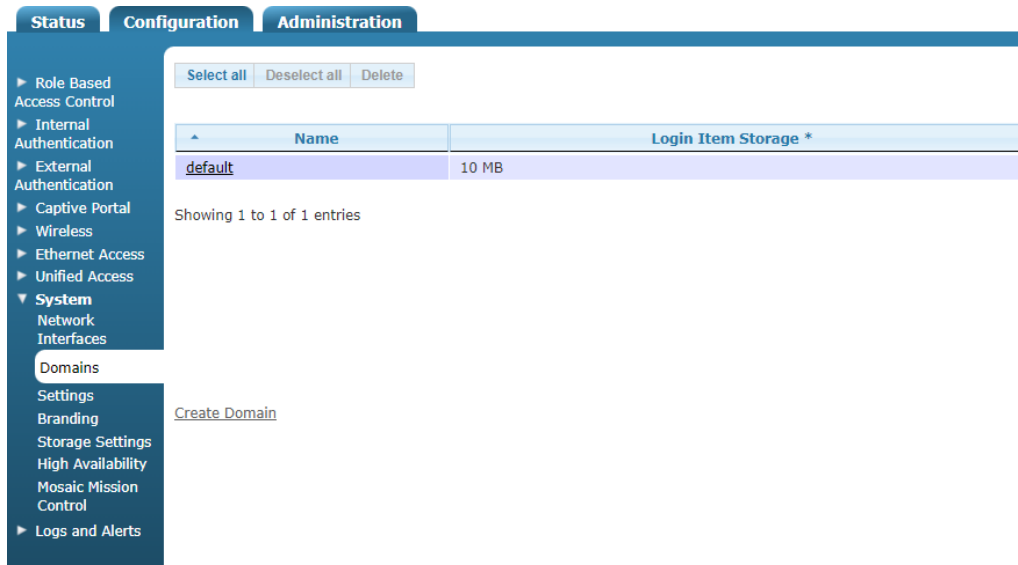 Status Configuration Administration
Select all Deselect all Delete
Role Based
Access Control
Internal
Authentication
External
Authentication
Captive Portal
Wireless
Ethernet Access
Unified Access
System
Network
Interfaces
Domains
Settings
Branding
Storage Settings
High Availability
Mosaic Mission
Control
Logs and Alerts
Name Login Item Storage *
default 10 MB
Showing 1 to 1 of 1 entries
Create Domain